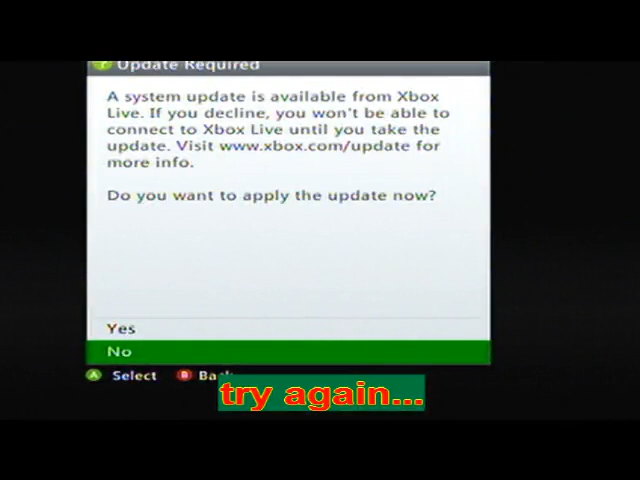 Update Required
A system update is available from Xbox
Live. If you decline, you won't be able to
connect to Xbox Live until you take the
update. Visit www.xbox.com/update for
more info.
Do you want to apply the update now?
Yes
No
Select Back
try again...